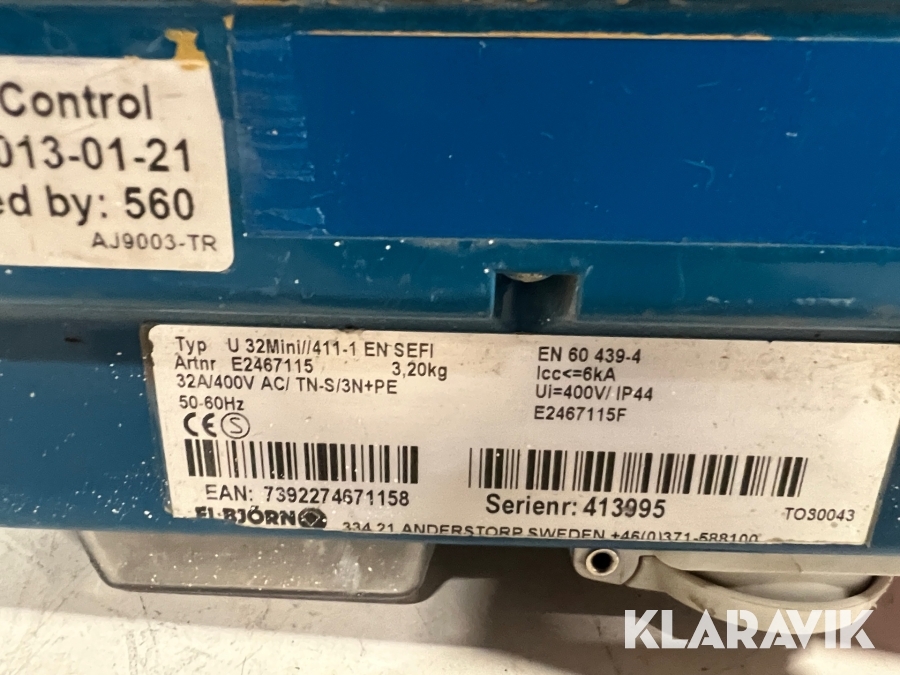 Control
013-01-21
ed by: 560
AJ9003-TR
Typ U 32Mini//411-1 EN SEFI
Artnr E2467115 3,20kg
32A/400V AC/ TN-S/3N+PE
50-60Hz
EN 60 439-4
Icc<=6kA
Ui=400V/ IP44
E2467115F
CE S
EAN: 7392274671158
Serienr: 413995
TO30043
EL-BJÖRN
334 21 ANDERSTORP SWEDEN +46(0)371-588100
KLARAVIK